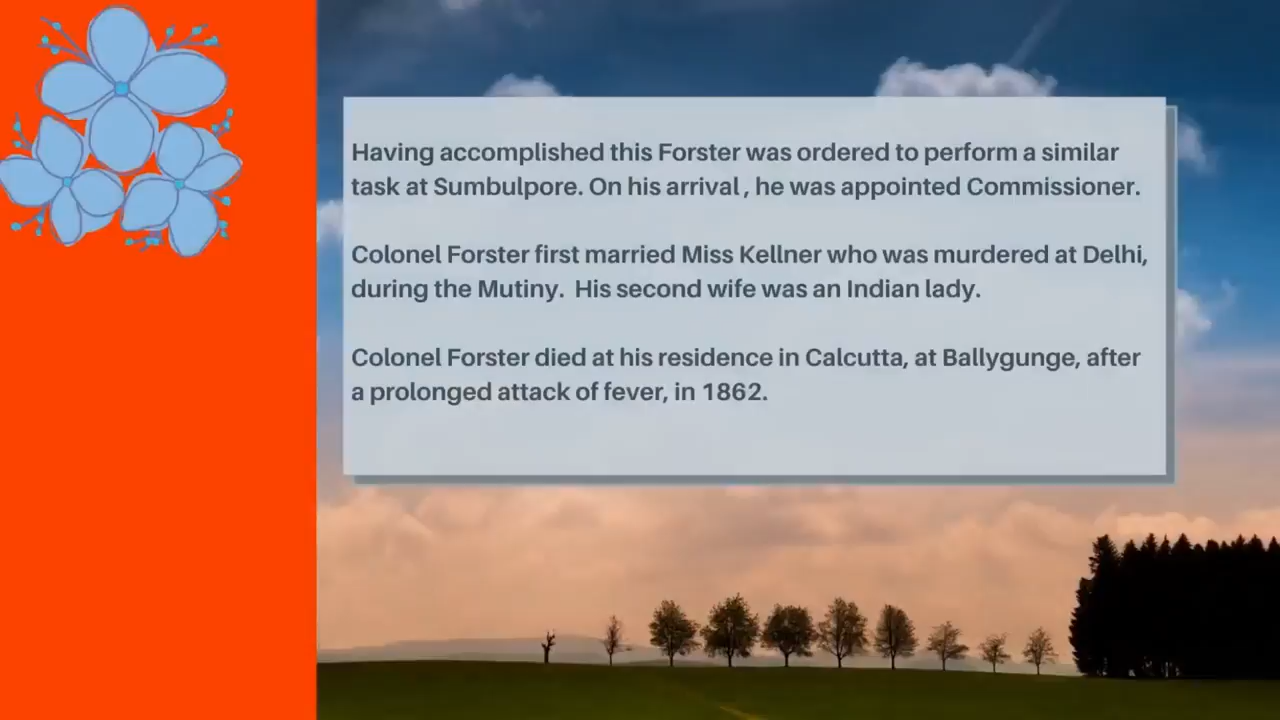 Having accomplished this Forster was ordered to perform a similar
task at Sumbulpore. On his arrival , he was appointed Commissioner.
Colonel Forster first married Miss Kellner who was murdered at Delhi,
during the Mutiny.  His second wife was an Indian lady.
Colonel Forster died at his residence in Calcutta, at Ballygunge, after
a prolonged attack of fever, in 1862.